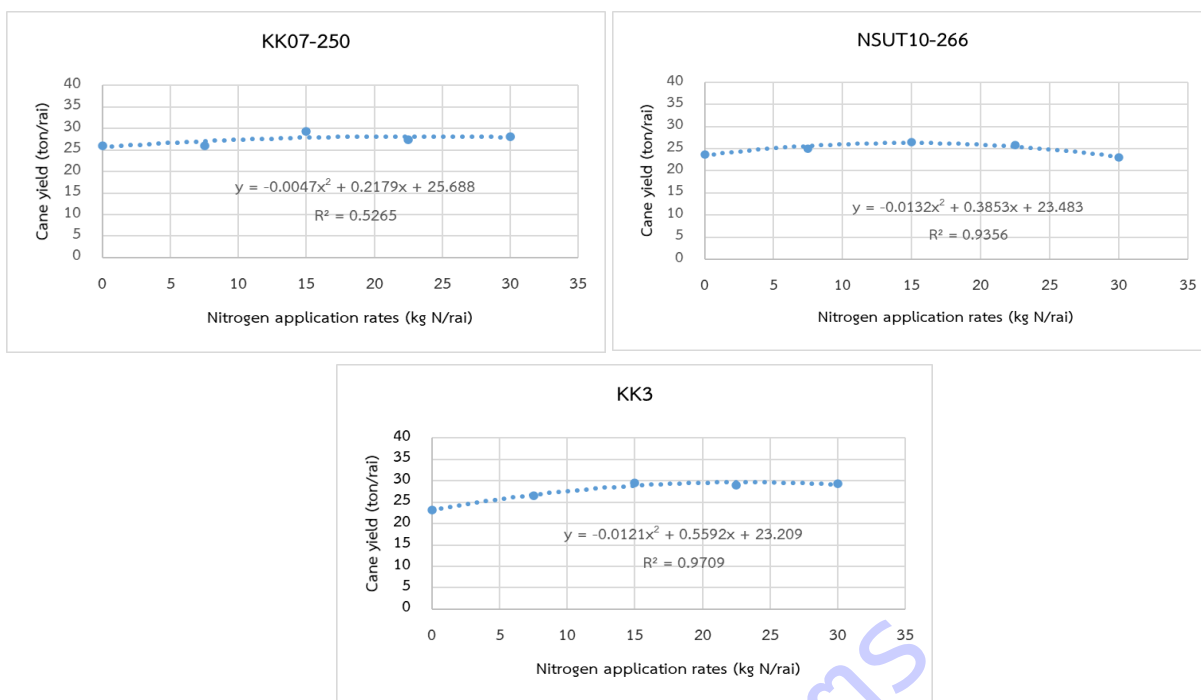 KK07-250
40
35
30
25
20
15
10
5
0
Cane yield (ton/rai)
y = -0.0047x² + 0.2179x + 25.688
R² = 0.5265
0 5 10 15 20 25 30 35
Nitrogen application rates (kg N/rai)
NSUT10-266
40
35
30
25
20
15
10
5
0
Cane yield (ton/rai)
y = -0.0132x² + 0.3853x + 23.483
R² = 0.9356
0 5 10 15 20 25 30 35
Nitrogen application rates (kg N/rai)
KK3
40
35
30
25
20
15
10
5
0
Cane yield (ton/rai)
y = -0.0121x² + 0.5592x + 23.209
R² = 0.9709
0 5 10 15 20 25 30 35
Nitrogen application rates (kg N/rai)